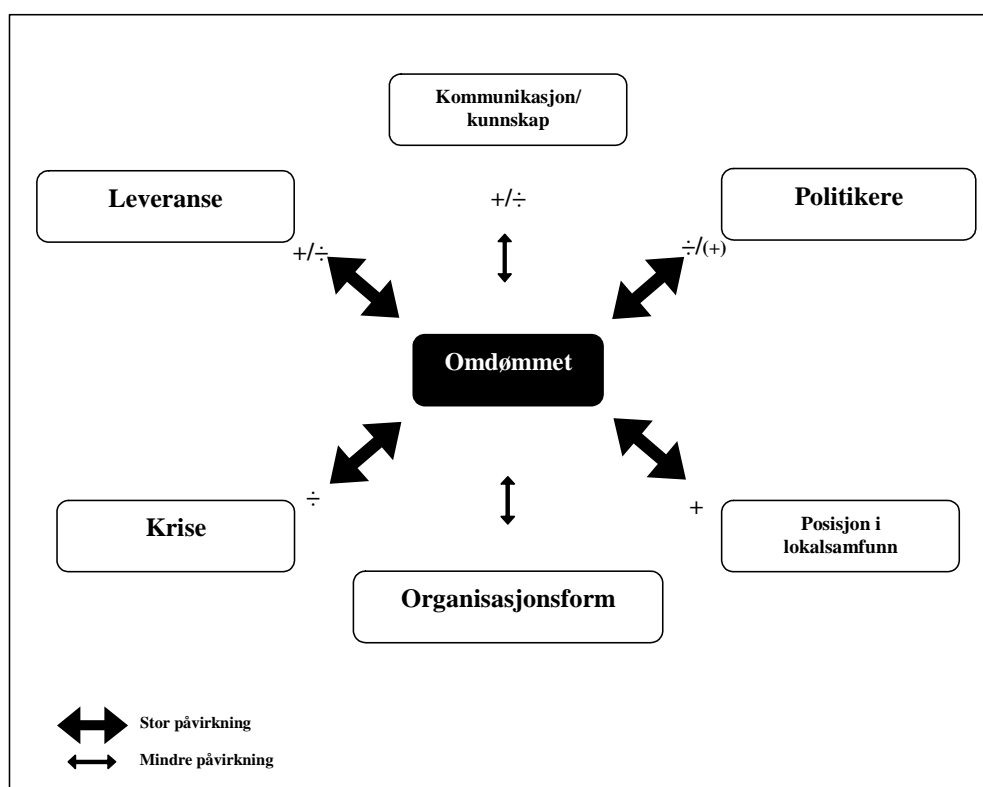 Kommunikasjon/
kunnskap
Leveranse
Politikere
+/÷
+/÷
÷/(+)
Omdømmet
÷
+
Krise
Posisjon i
lokalsamfunn
Organisasjonsform
Stor påvirkning
Mindre påvirkning